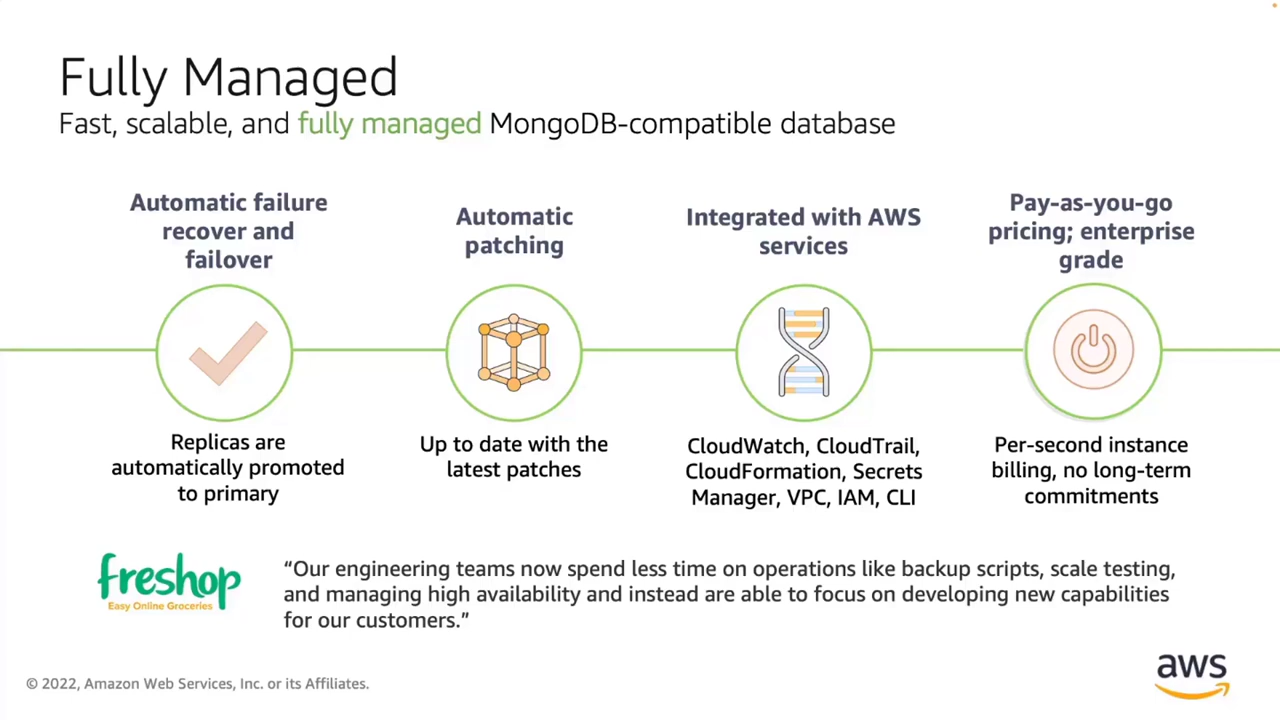 Fully Managed
Fast, scalable, and fully managed MongoDB-compatible database
Automatic failure
recover and
failover
Automatic
patching
Integrated with AWS
services
Pay-as-you-go
pricing; enterprise
grade
Replicas are
automatically promoted
to primary
Up to date with the
latest patches
CloudWatch, CloudTrail,
CloudFormation, Secrets
Manager, VPC, IAM, CLI
Per-second instance
billing, no long-term
commitments
freshop
Easy Online Groceries
“Our engineering teams now spend less time on operations like backup scripts, scale testing,
and managing high availability and instead are able to focus on developing new capabilities
for our customers.”
© 2022, Amazon Web Services, Inc. or its Affiliates.
aws